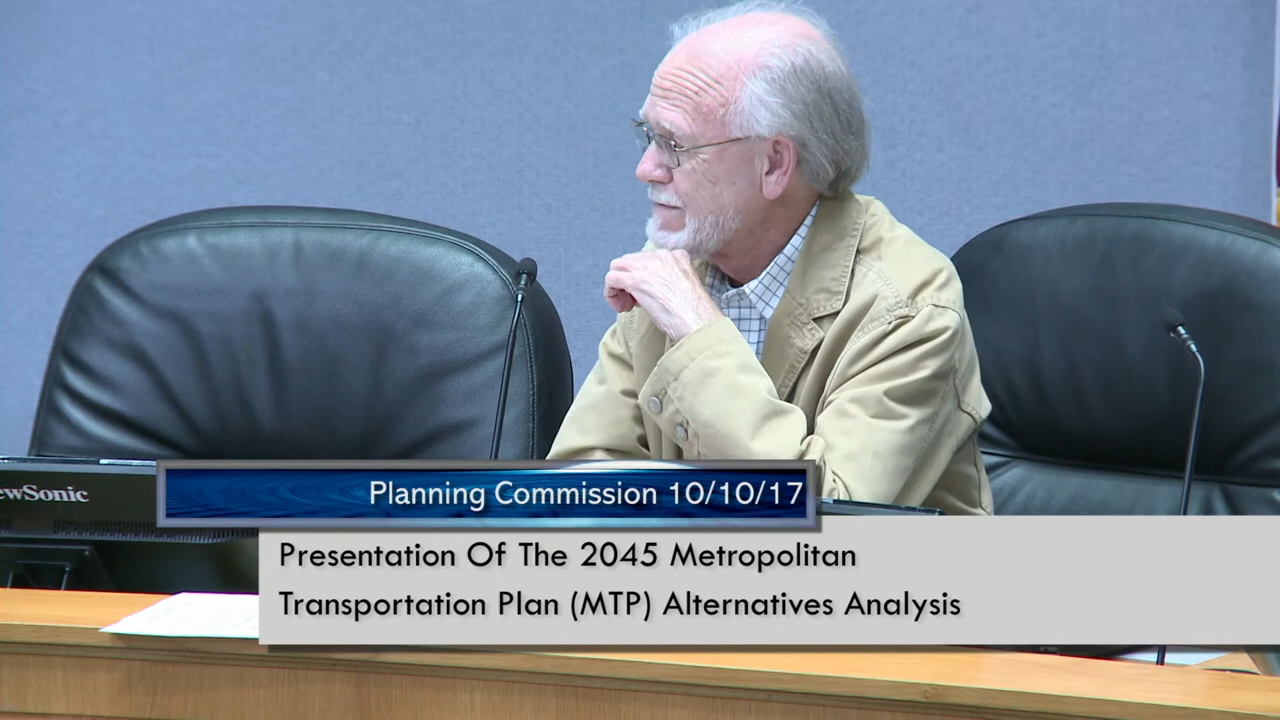 Planning Commission 10/10/17
Presentation Of The 2045 Metropolitan
Transportation Plan (MTP) Alternatives Analysis
ewSonic